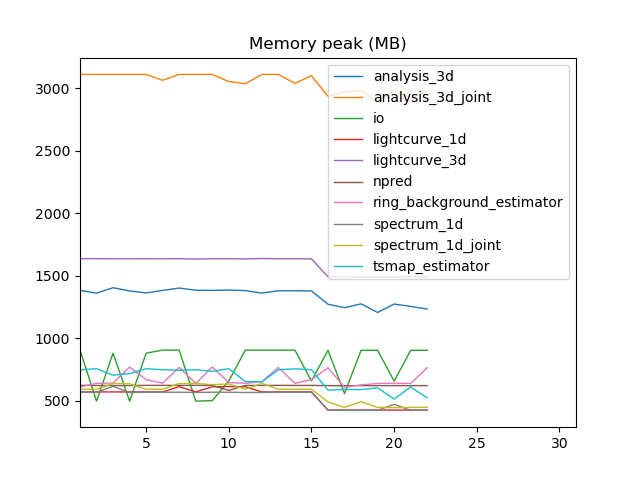 Memory peak (MB)
3000
2500
2000
1500
1000
500
5
10
15
20
25
30
analysis_3d
analysis_3d_joint
io
lightcurve_1d
lightcurve_3d
npred
ring_background_estimator
spectrum_1d
spectrum_1d_joint
tsmap_estimator